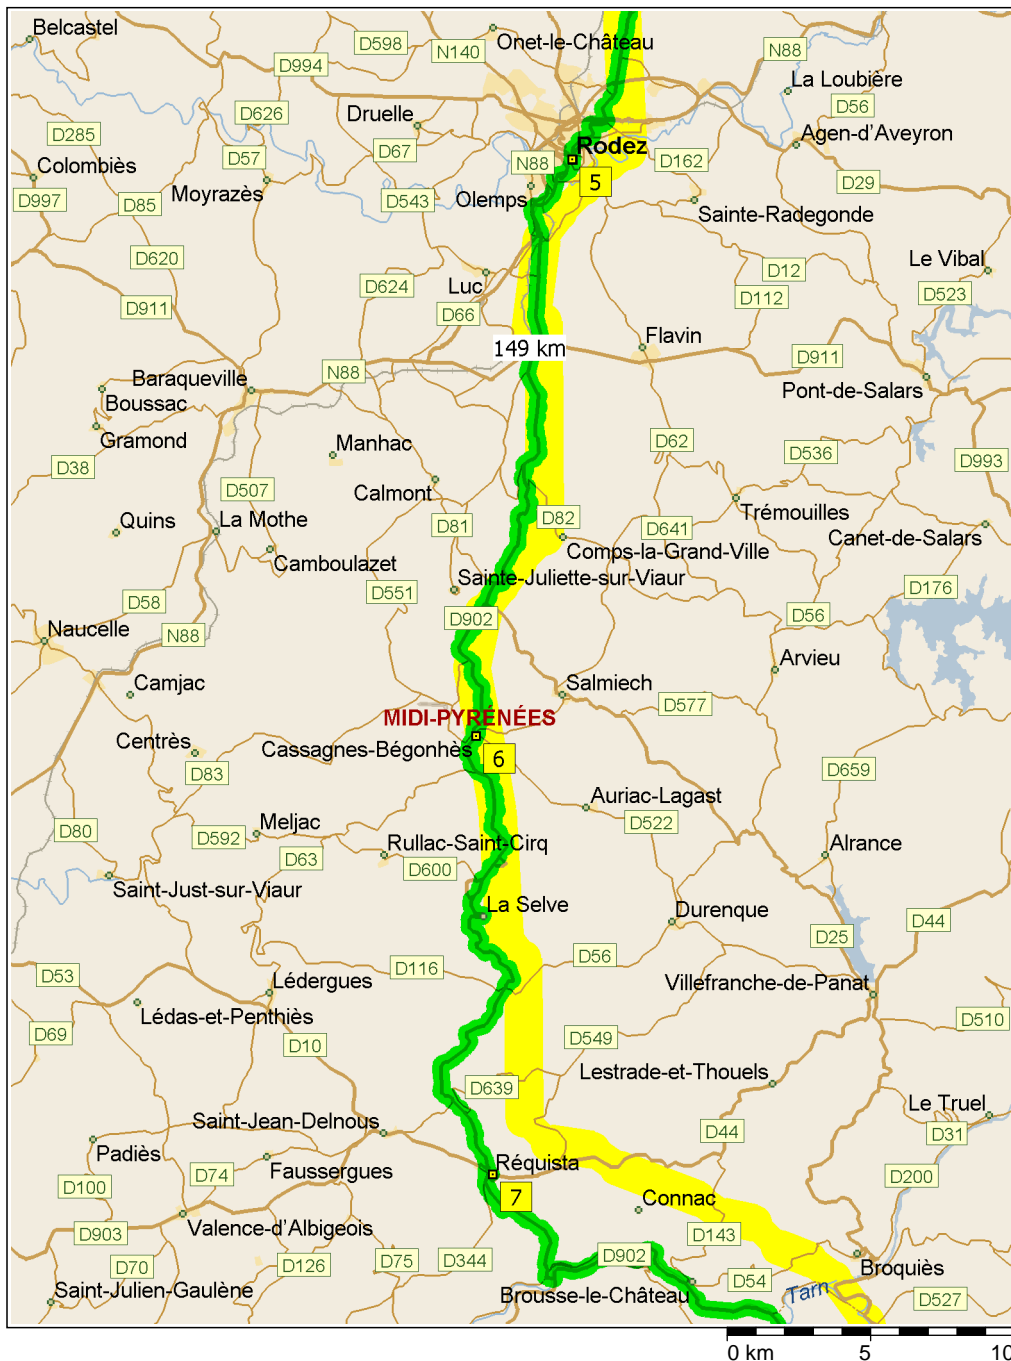 Belcastel
D598
Onet-le-Château
N140
N88
D994
La Loubière
D626
Druelle
D56
D285
Agen-d'Aveyron
D57
D67
Rodez
N88
D162
Colombiès
Moyrazès
5
D29
D997
D85
D543
Olemps
Sainte-Radegonde
D620
Le Vibal
D12
Luc
D624
D112
D523
D911
D66
Flavin
149 km
D911
N88
Baraqueville
Pont-de-Salars
Boussac
Gramond
Manhac
D62
D536
D38
D993
D507
Calmont
Trémouilles
Quins
La Mothe
D81
D82
D641
Canet-de-Salars
Camboulazet
Comps-la-Grand-Ville
Sainte-Juliette-sur-Viaur
D551
D176
D58
D902
D56
Naucelle
N88
Arvieu
Camjac
Salmiech
D577
MIDI-PYRENÉES
Centrès
Cassagnes-Bégonhès
6
D83
D659
Auriac-Lagast
Meljac
D522
D80
D592
Rullac-Saint-Cirq
Alrance
D63
D600
Saint-Just-sur-Viaur
La Selve
Durenque
D44
D25
D53
D116
D56
Lédergues
Villefranche-de-Panat
Lédas-et-Penthiès
D510
D69
D10
D549
Lestrade-et-Thouels
D639
Le Truel
Saint-Jean-Delnous
D44
D31
Padiès
Faussergues
Réquista
D74
D200
D100
7
Connac
Valence-d'Albigeois
D903
D143
D70
D126
D75
D344
D902
Broquiès
Saint-Julien-Gaulène
Brousse-le-Château
D54
Tarn
D527
0 km
5
10